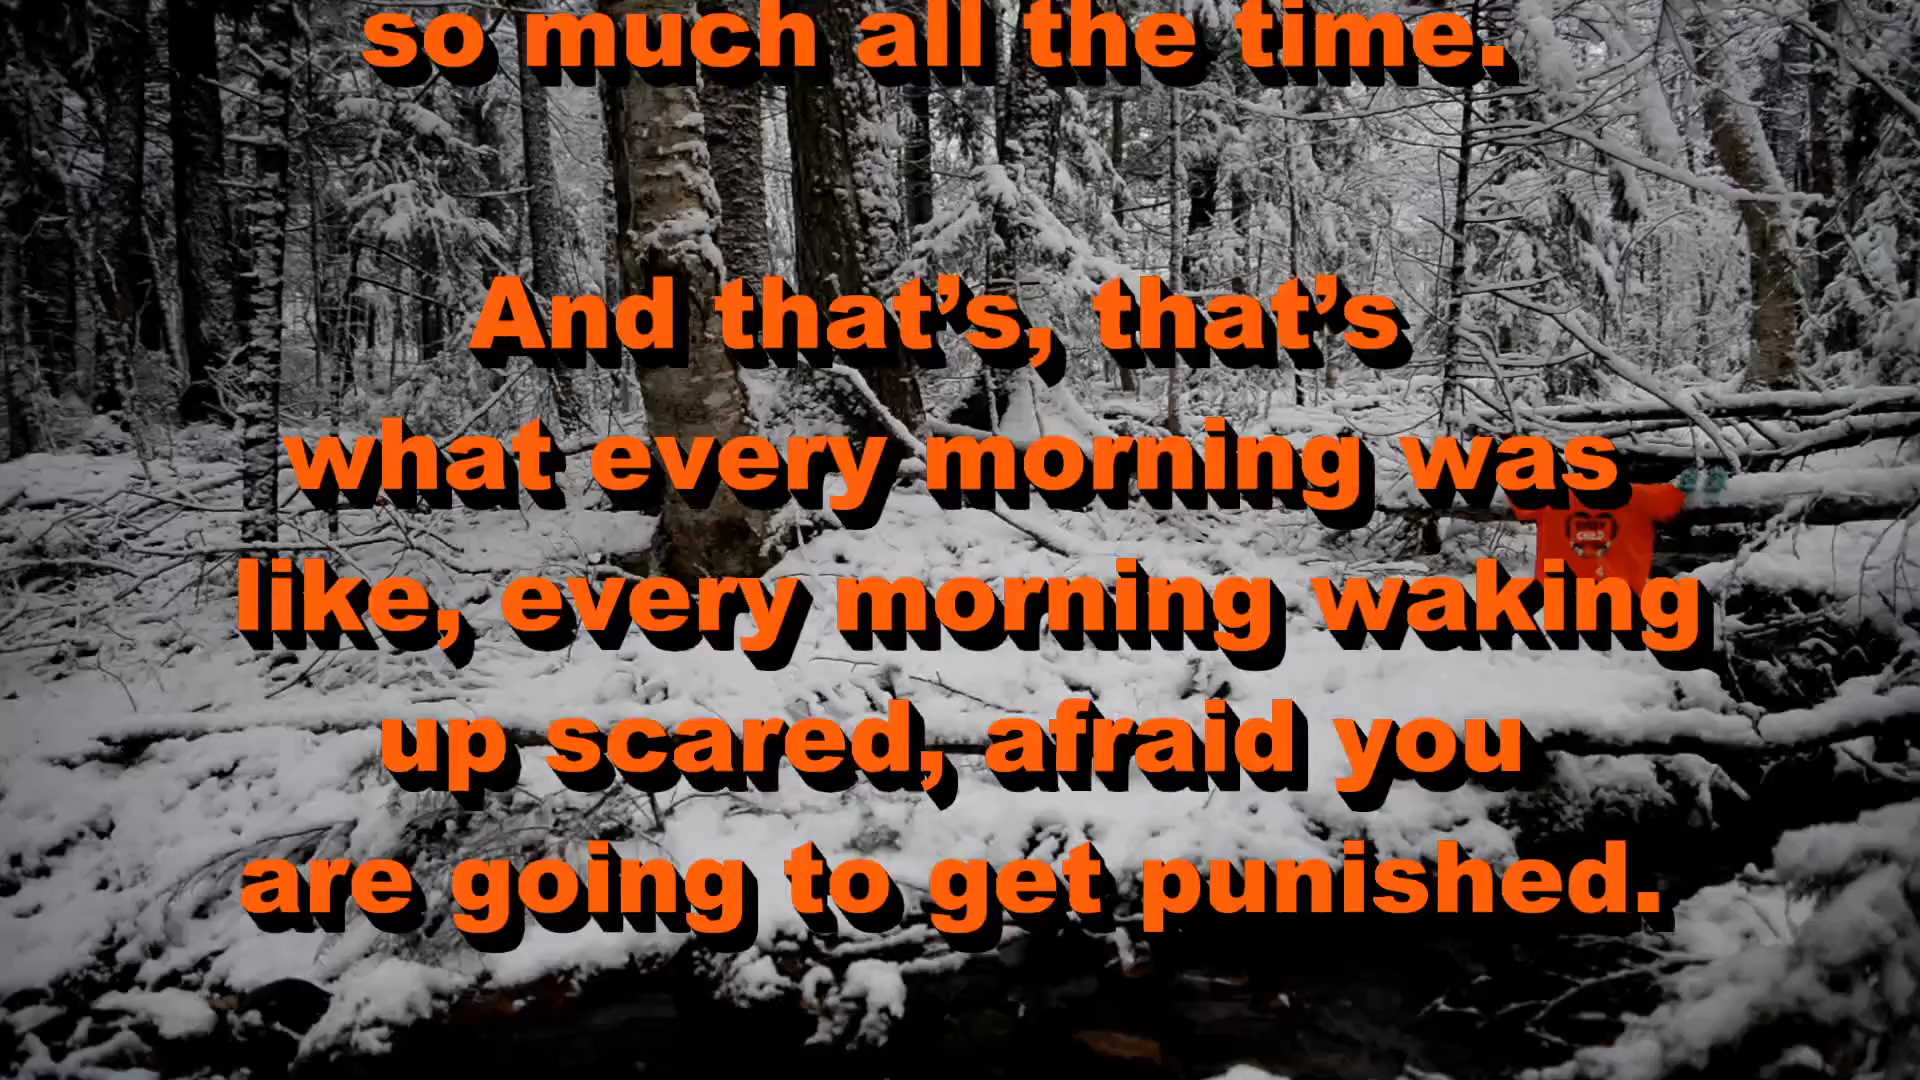 so much all the time.
And that’s, that’s
what every morning was
like, every morning waking
up scared, afraid you
are going to get punished.
CHILD